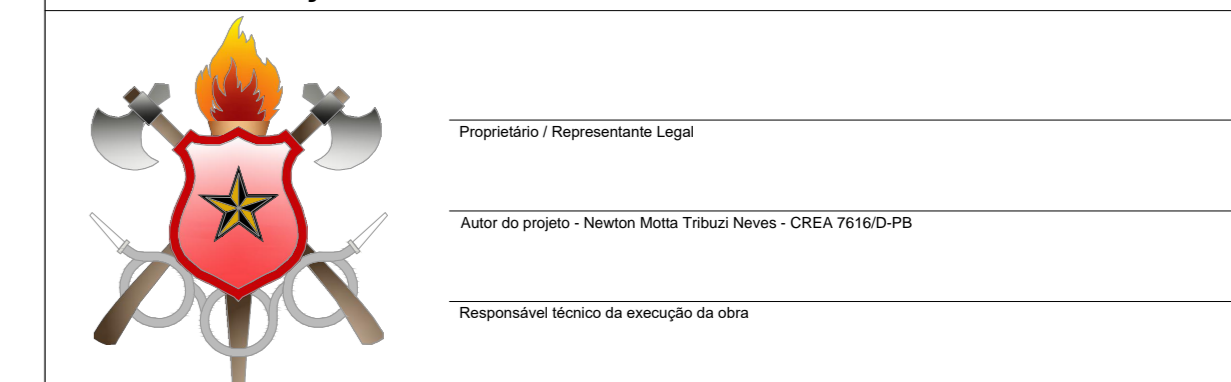 Proprietário / Representante Legal
Autor do projeto - Newton Motta Tribuzi Neves - CREA 7616/D-PB
Responsável técnico da execução da obra